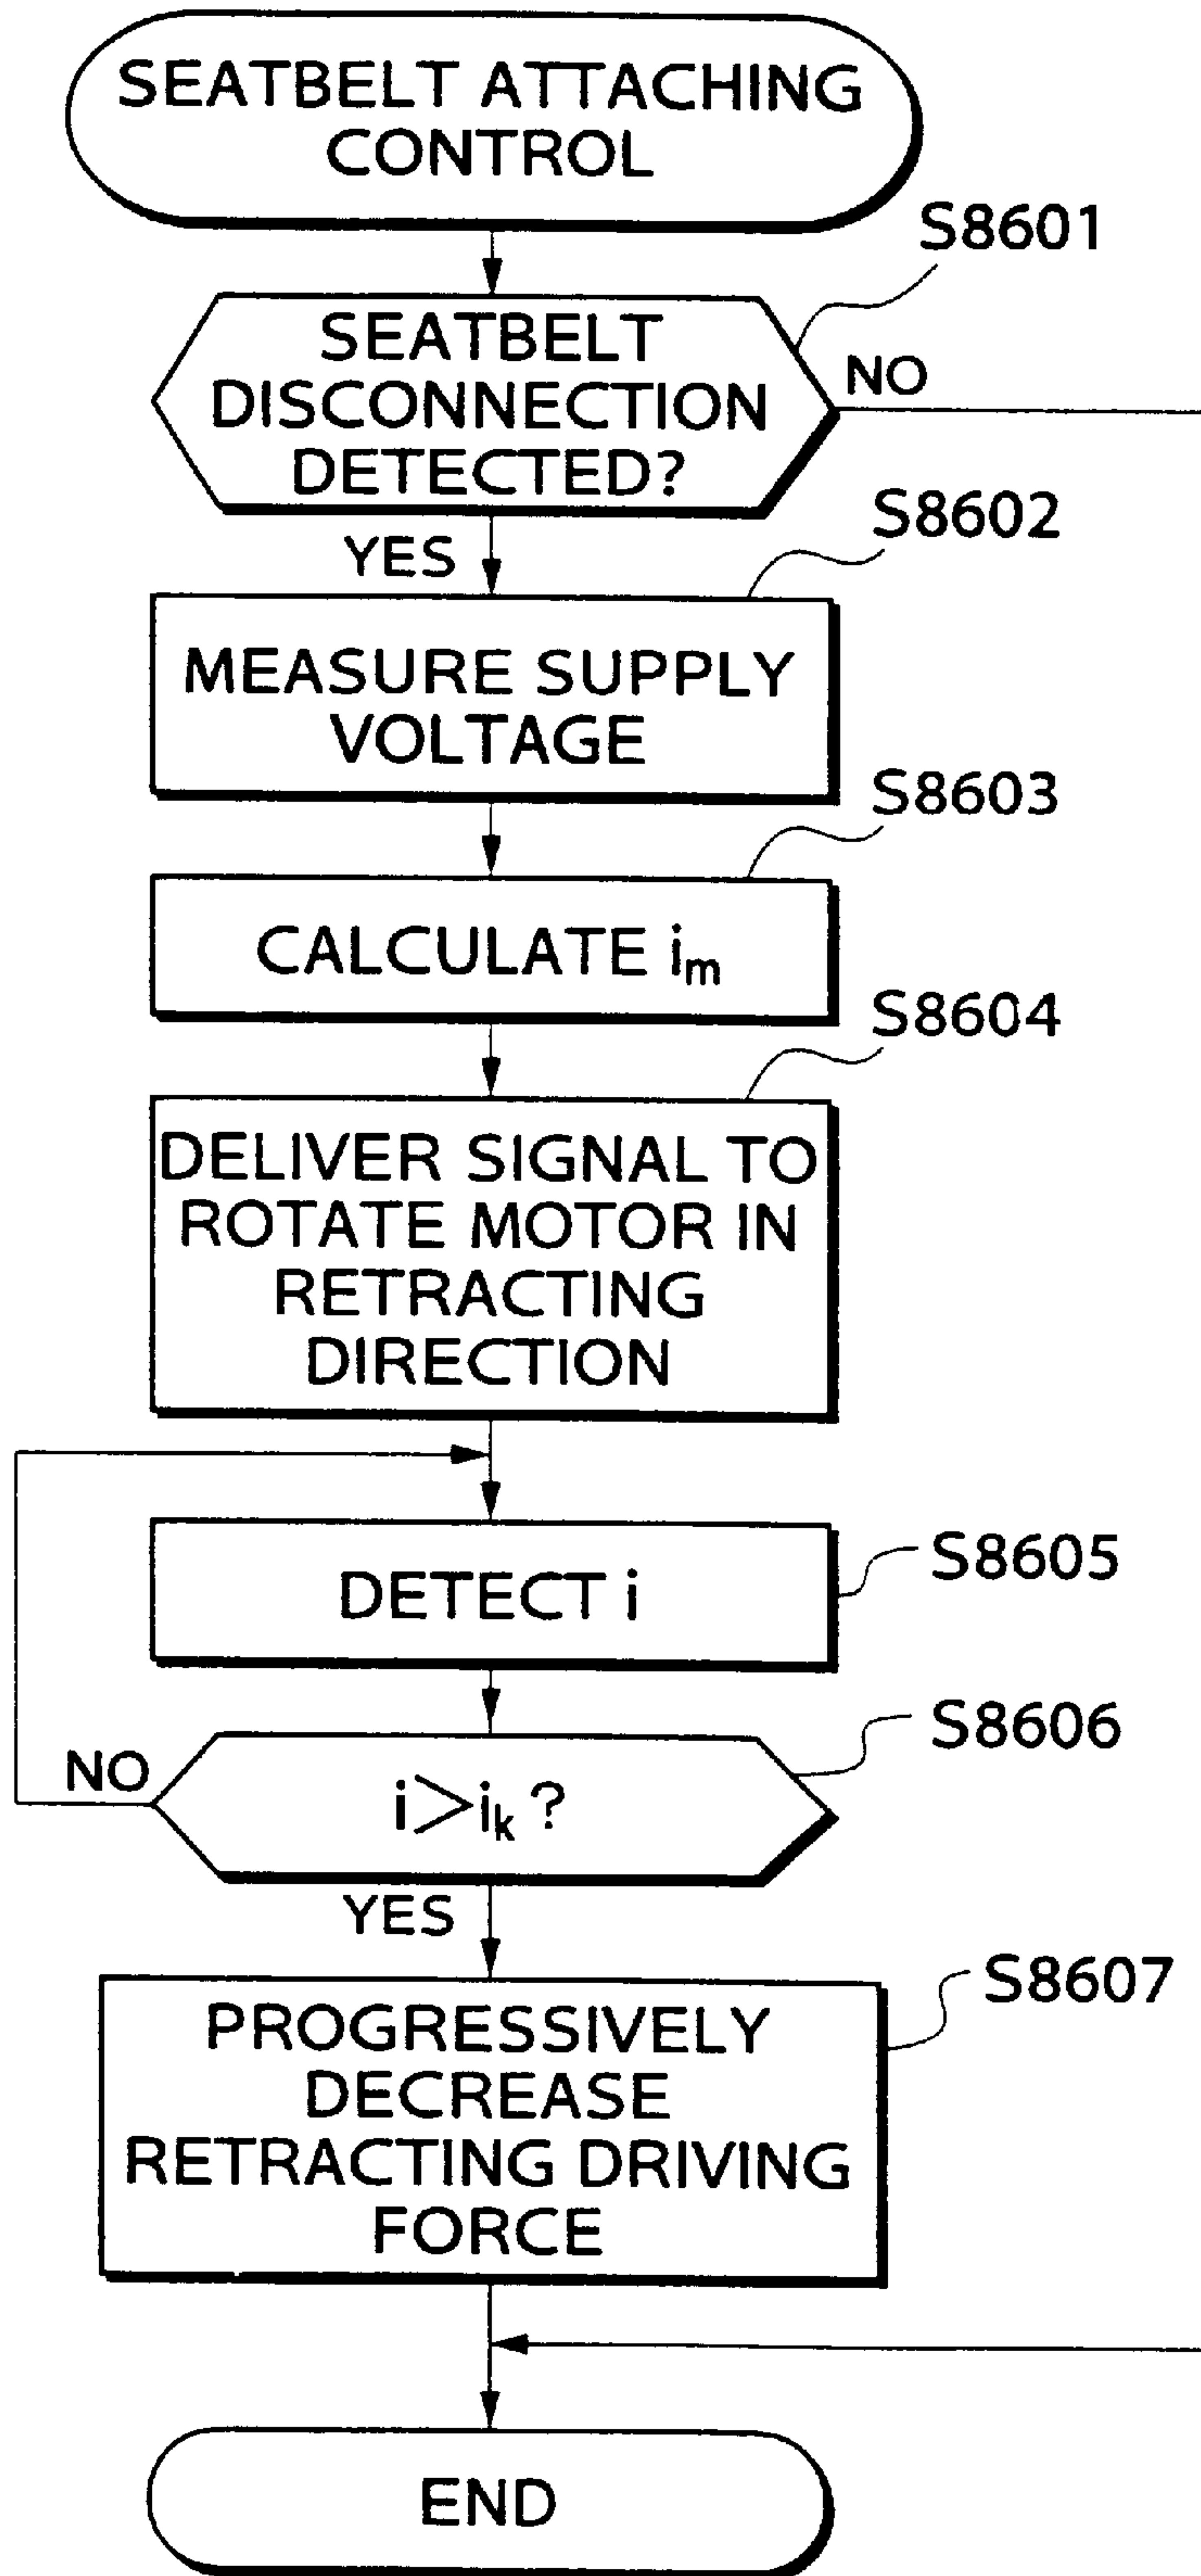 SEATBELT ATTACHING
CONTROL
S8601
SEATBELT
DISCONNECTION
DETECTED?
NO
YES
S8602
MEASURE SUPPLY
VOLTAGE
S8603
CALCULATE iₘ
S8604
DELIVER SIGNAL TO
ROTATE MOTOR IN
RETRACTING
DIRECTION
S8605
DETECT i
S8606
NO
i>iₖ ?
YES
S8607
PROGRESSIVELY
DECREASE
RETRACTING DRIVING
FORCE
END